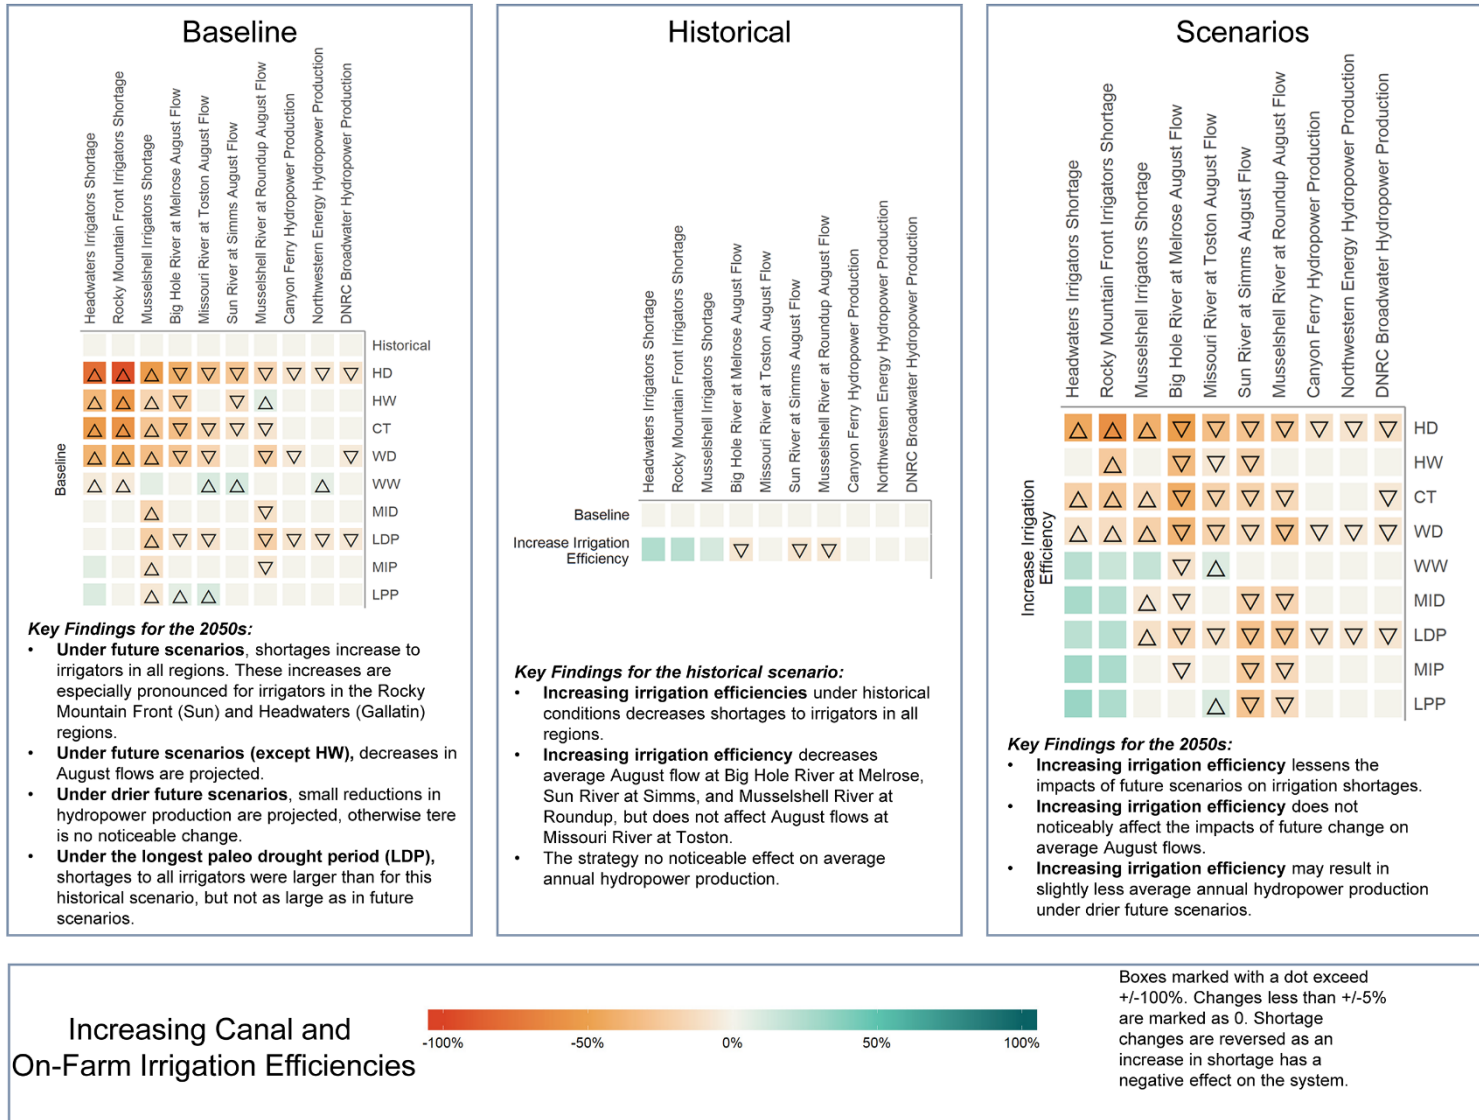 Baseline
Headwaters Irrigators Shortage
Rocky Mountain Front Irrigators Shortage
Musselshell Irrigators Shortage
Big Hole River at Melrose August Flow
Missouri River at Toston August Flow
Sun River at Simms August Flow
Musselshell River at Roundup August Flow
Canyon Ferry Hydropower Production
Northwestern Energy Hydropower Production
DNRC Broadwater Hydropower Production
Historical
HD
HW
CT
WD
WW
MID
LDP
MIP
LPP
Baseline
Key Findings for the 2050s:
• Under future scenarios, shortages increase to
irrigators in all regions. These increases are
especially pronounced for irrigators in the Rocky
Mountain Front (Sun) and Headwaters (Gallatin)
regions.
• Under future scenarios (except HW), decreases in
August flows are projected.
• Under drier future scenarios, small reductions in
hydropower production are projected, otherwise tere
is no noticeable change.
• Under the longest paleo drought period (LDP),
shortages to all irrigators were larger than for this
historical scenario, but not as large as in future
scenarios.
Historical
Headwaters Irrigators Shortage
Rocky Mountain Front Irrigators Shortage
Musselshell Irrigators Shortage
Big Hole River at Melrose August Flow
Missouri River at Toston August Flow
Sun River at Simms August Flow
Musselshell River at Roundup August Flow
Canyon Ferry Hydropower Production
Northwestern Energy Hydropower Production
DNRC Broadwater Hydropower Production
Baseline
Increase Irrigation
Efficiency
Key Findings for the historical scenario:
• Increasing irrigation efficiencies under historical
conditions decreases shortages to irrigators in all
regions.
• Increasing irrigation efficiency decreases
average August flow at Big Hole River at Melrose,
Sun River at Simms, and Musselshell River at
Roundup, but does not affect August flows at
Missouri River at Toston.
• The strategy no noticeable effect on average
annual hydropower production.
Scenarios
Headwaters Irrigators Shortage
Rocky Mountain Front Irrigators Shortage
Musselshell Irrigators Shortage
Big Hole River at Melrose August Flow
Missouri River at Toston August Flow
Sun River at Simms August Flow
Musselshell River at Roundup August Flow
Canyon Ferry Hydropower Production
Northwestern Energy Hydropower Production
DNRC Broadwater Hydropower Production
HD
HW
CT
WD
WW
MID
LDP
MIP
LPP
Increase Irrigation
Efficiency
Key Findings for the 2050s:
• Increasing irrigation efficiency lessens the
impacts of future scenarios on irrigation shortages.
• Increasing irrigation efficiency does not
noticeably affect the impacts of future change on
average August flows.
• Increasing irrigation efficiency may result in
slightly less average annual hydropower production
under drier future scenarios.
Increasing Canal and
On-Farm Irrigation Efficiencies
-100%
-50%
0%
50%
100%
Boxes marked with a dot exceed
+/-100%. Changes less than +/-5%
are marked as 0. Shortage
changes are reversed as an
increase in shortage has a
negative effect on the system.